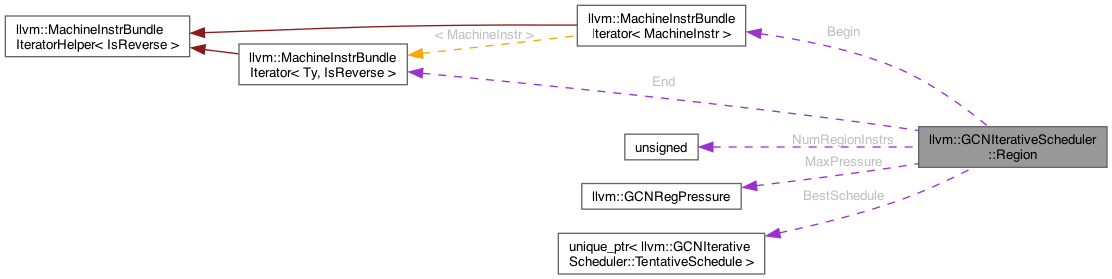 llvm::MachineInstrBundle
IteratorHelper< IsReverse >
llvm::MachineInstrBundle
Iterator< Ty, IsReverse >
< MachineInstr >
llvm::MachineInstrBundle
Iterator< MachineInstr >
Begin
End
unsigned
NumRegionInstrs
llvm::GCNRegPressure
MaxPressure
unique_ptr< llvm::GCNIterative
Scheduler::TentativeSchedule >
BestSchedule
llvm::GCNIterativeScheduler
::Region